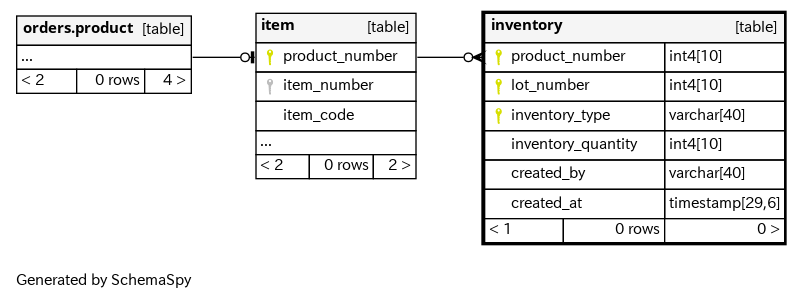 orders.product [table]
...
< 2 0 rows 4 >
item [table]
product_number
item_number
item_code
...
< 2 0 rows 2 >
inventory [table]
product_number int4[10]
lot_number int4[10]
inventory_type varchar[40]
inventory_quantity int4[10]
created_by varchar[40]
created_at timestamp[29,6]
< 1 0 rows 0 >
Generated by SchemaSpy